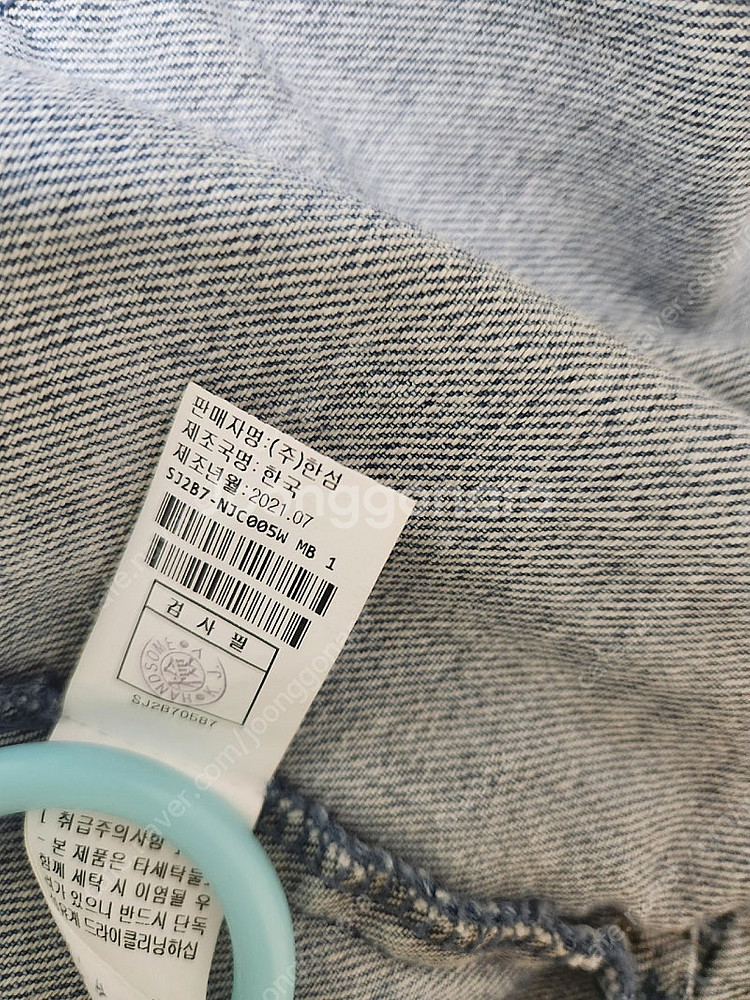 판매자명:(주)한섬
제조국명: 한국
제조년월:2021.07
SJ2B7-NJC005W MB 1
검 사 필
HANDSOME
SJ2B70587
[ 취급주의사항
- 본 제품은 타세탁물
함께 세탁 시 이염될 우
가 있으니 반드시 단독
드라이클리닝하십